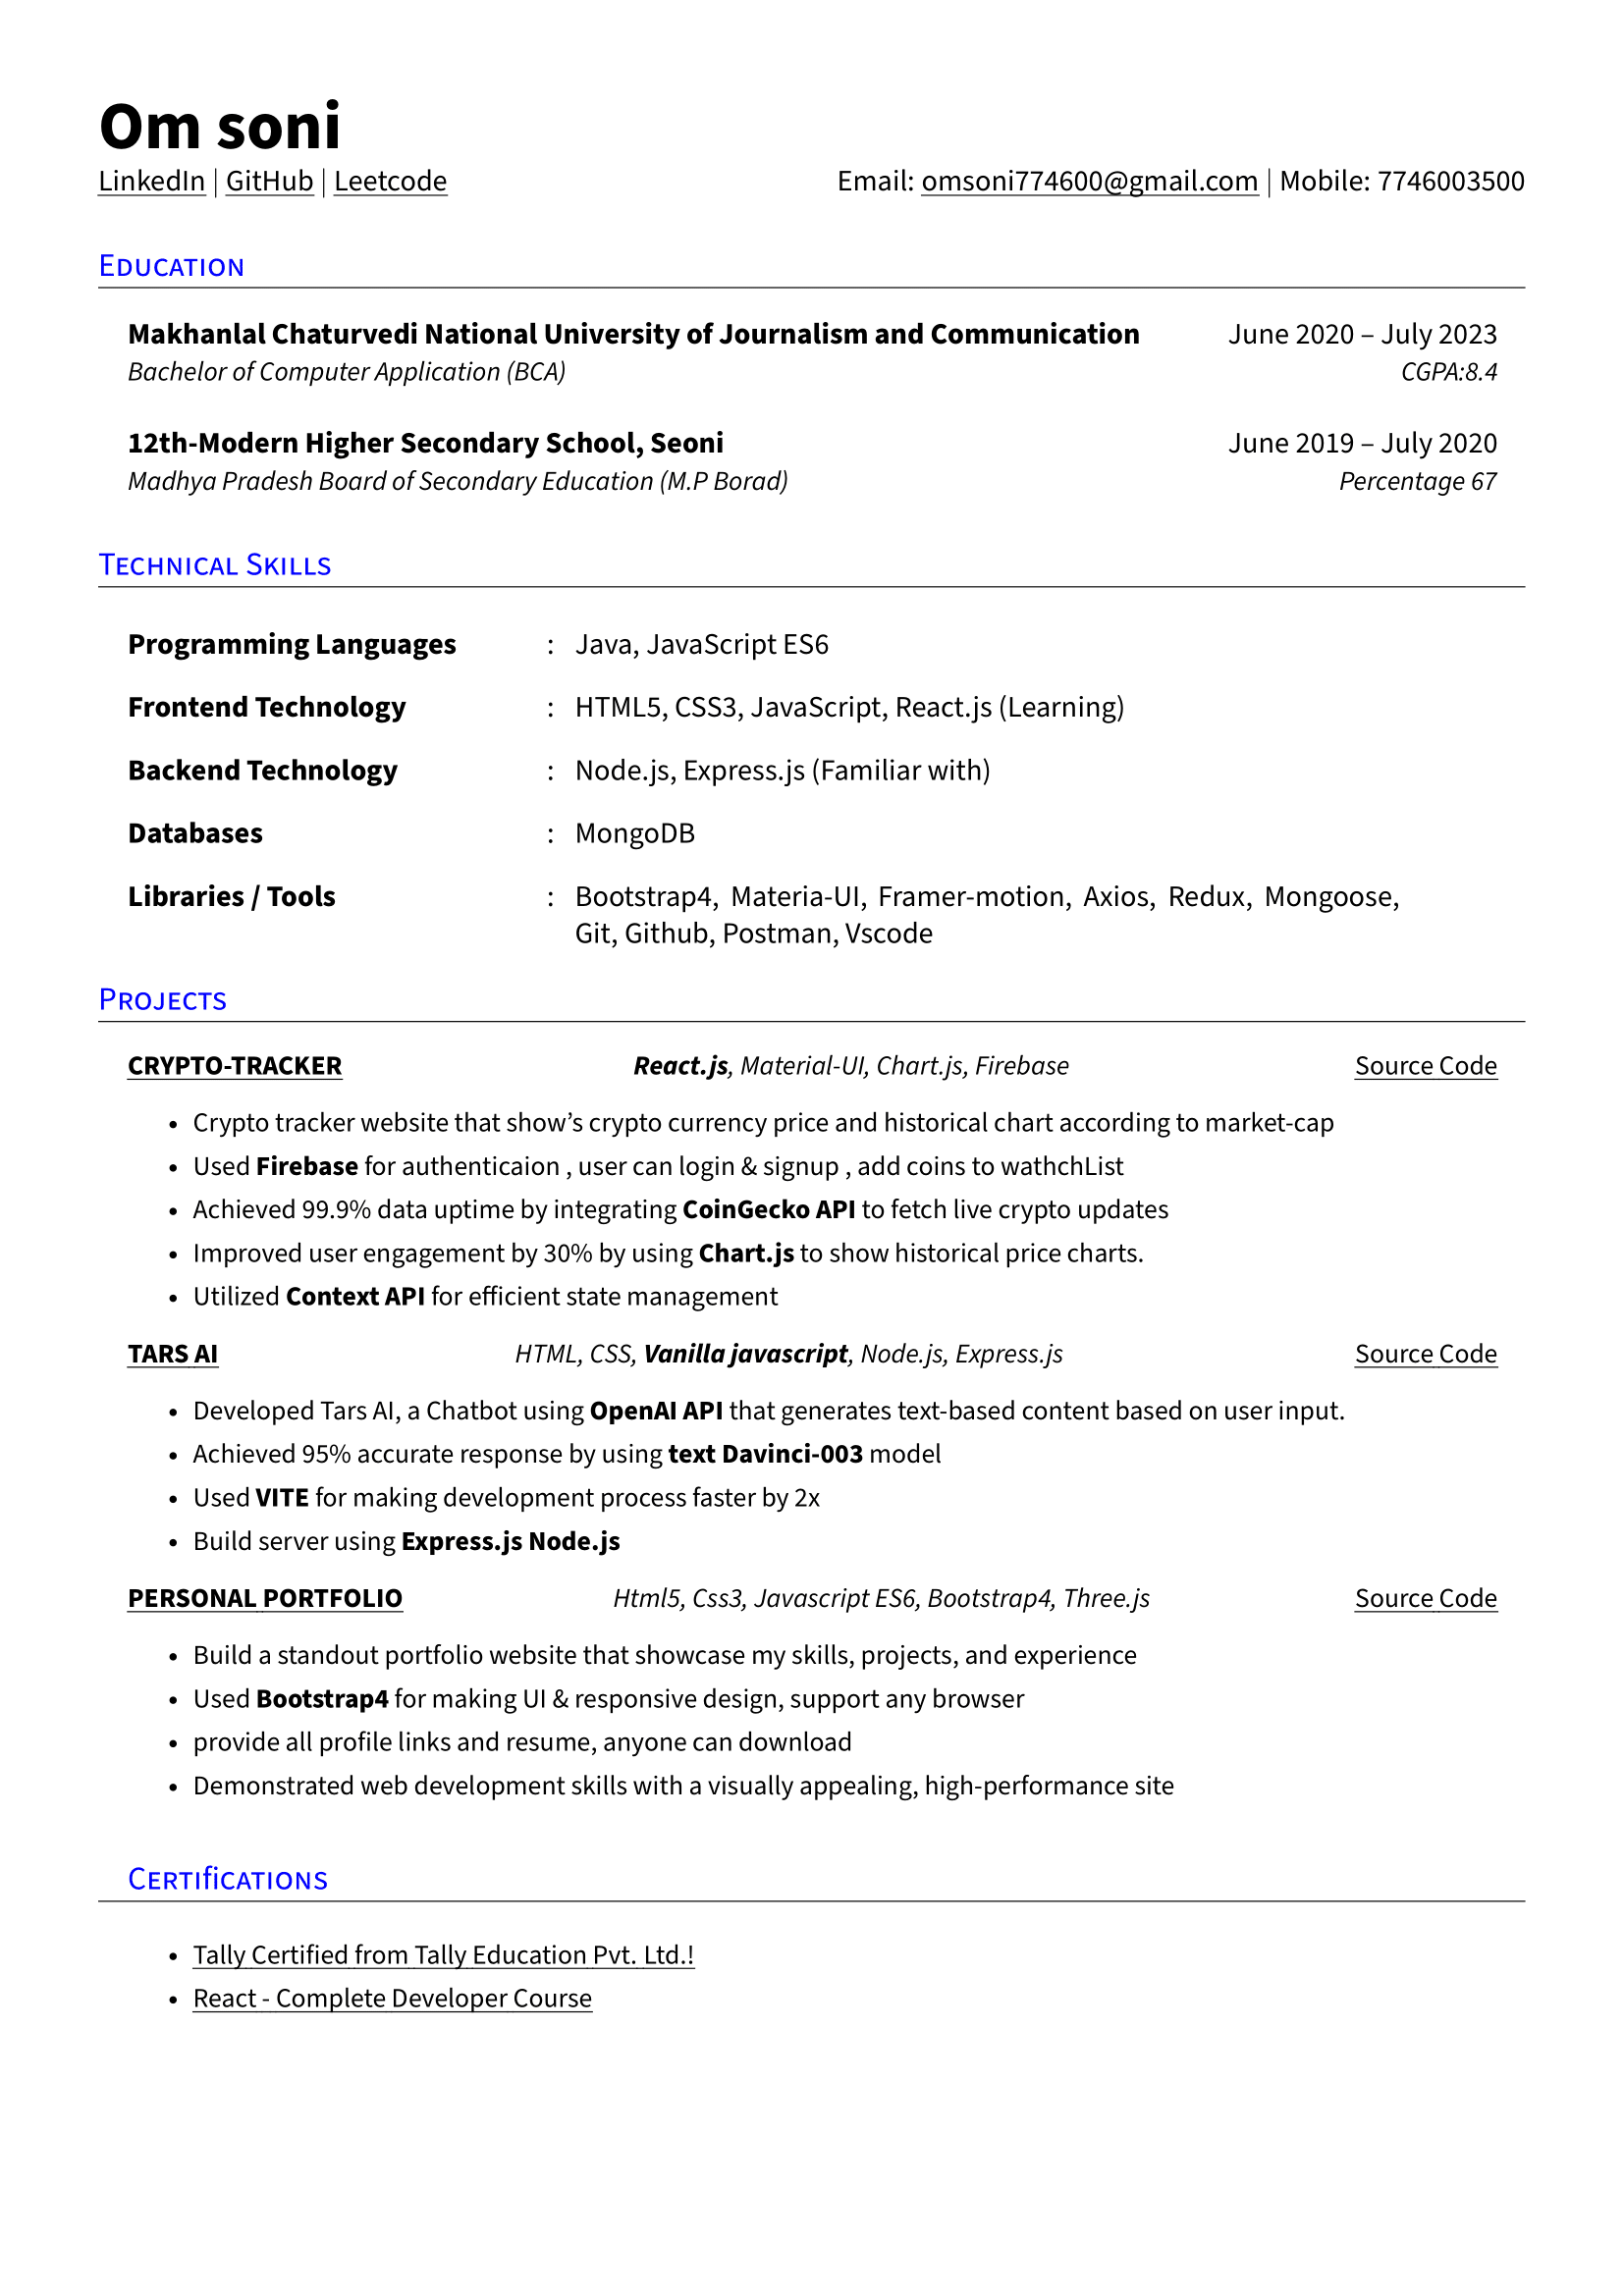 Om soni
LinkedIn | GitHub | Leetcode Email: omsoni774600@gmail.com | Mobile: 7746003500
Education
Makhanlal Chaturvedi National University of Journalism and Communication June 2020 – July 2023
Bachelor of Computer Application (BCA) CGPA:8.4
12th-Modern Higher Secondary School, Seoni June 2019 – July 2020
Madhya Pradesh Board of Secondary Education (M.P Borad) Percentage 67
Technical Skills
Programming Languages : Java, JavaScript ES6
Frontend Technology : HTML5, CSS3, JavaScript, React.js (Learning)
Backend Technology : Node.js, Express.js (Familiar with)
Databases : MongoDB
Libraries / Tools : Bootstrap4, Materia-UI, Framer-motion, Axios, Redux, Mongoose,
Git, Github, Postman, Vscode
Projects
CRYPTO-TRACKER React.js, Material-UI, Chart.js, Firebase Source Code
• Crypto tracker website that show’s crypto currency price and historical chart according to market-cap
• Used Firebase for authenticaion , user can login & signup , add coins to wathchList
• Achieved 99.9% data uptime by integrating CoinGecko API to fetch live crypto updates
• Improved user engagement by 30% by using Chart.js to show historical price charts.
• Utilized Context API for efficient state management
TARS AI HTML, CSS, Vanilla javascript, Node.js, Express.js Source Code
• Developed Tars AI, a Chatbot using OpenAI API that generates text-based content based on user input.
• Achieved 95% accurate response by using text Davinci-003 model
• Used VITE for making development process faster by 2x
• Build server using Express.js Node.js
PERSONAL PORTFOLIO Html5, Css3, Javascript ES6, Bootstrap4, Three.js Source Code
• Build a standout portfolio website that showcase my skills, projects, and experience
• Used Bootstrap4 for making UI & responsive design, support any browser
• provide all profile links and resume, anyone can download
• Demonstrated web development skills with a visually appealing, high-performance site
Certifications
• Tally Certified from Tally Education Pvt. Ltd.!
• React - Complete Developer Course